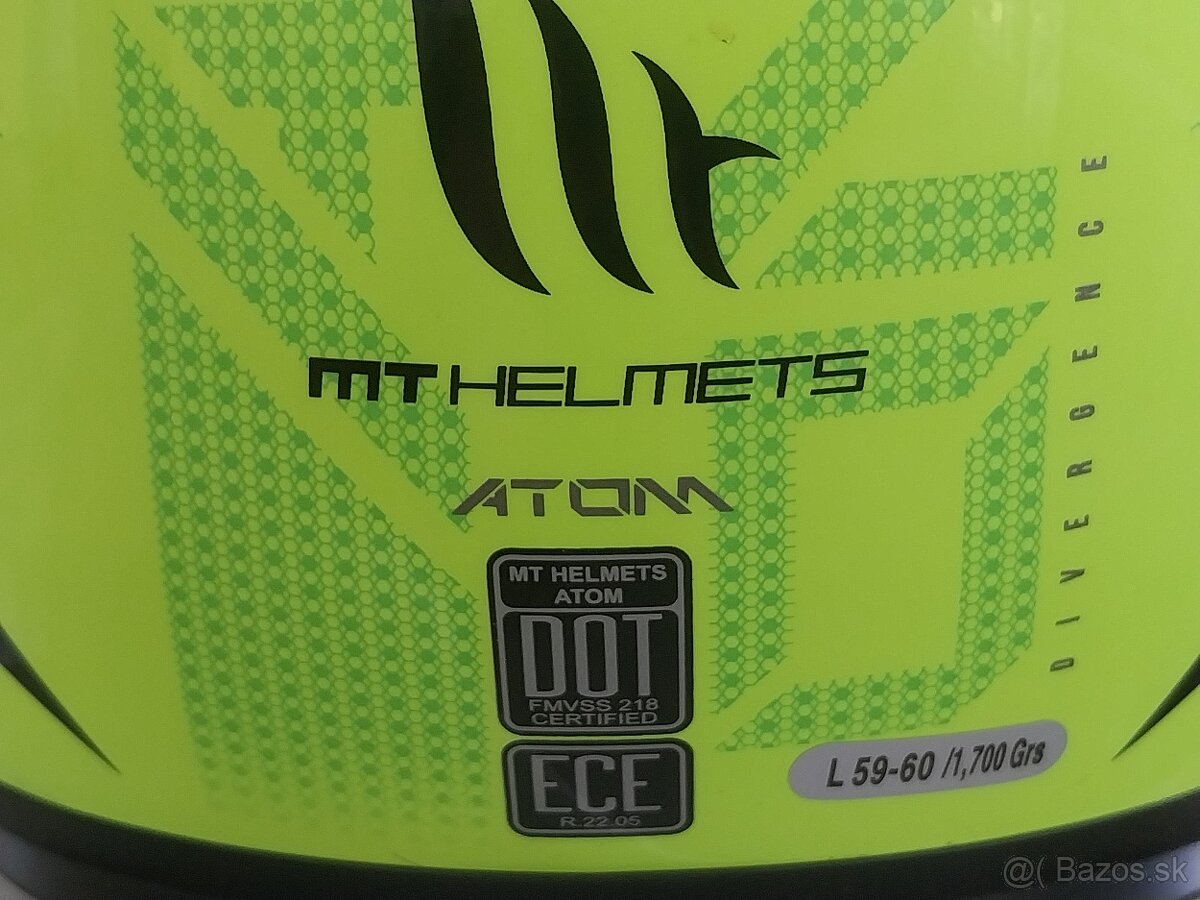 MT HELMETS
ATOM
MT HELMETS
ATOM
DOT
FMVSS 218
CERTIFIED
ECE
R.22.05
L 59-60 /1,700 Grs
DIVERGENCE
@( Bazos.sk